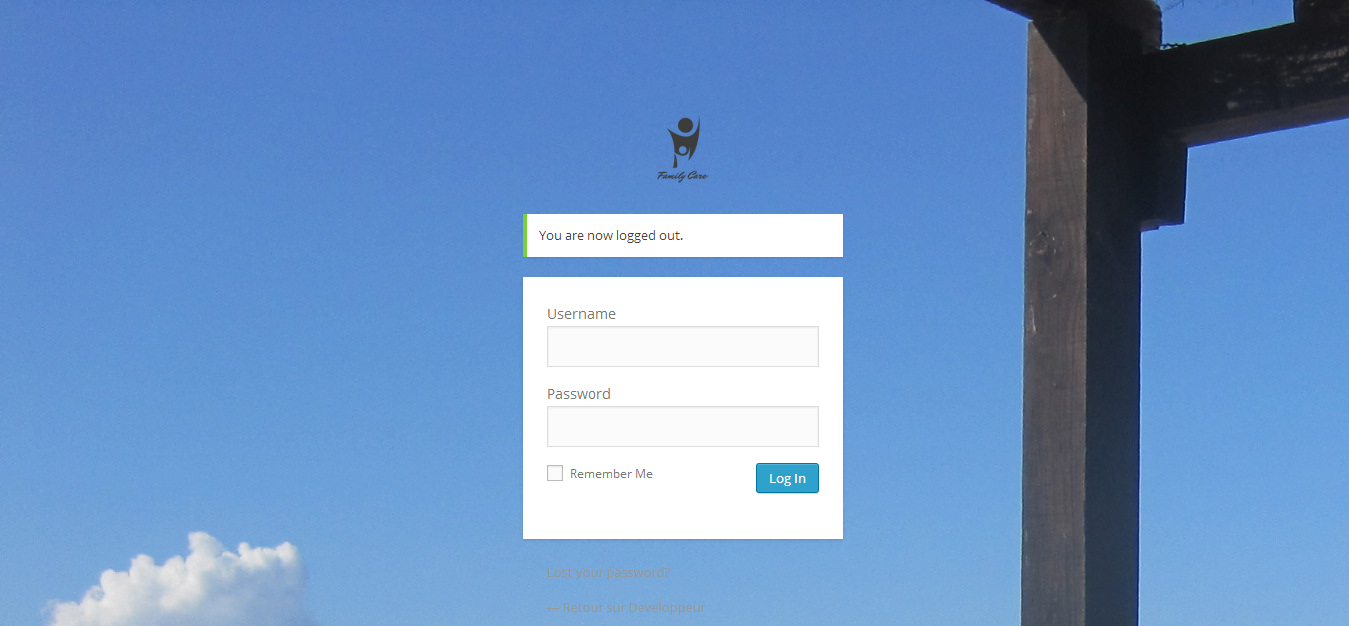 Family Care
You are now logged out.
Username
Password
Remember Me
Log In
Lost your password?
← Retour sur Developpeur